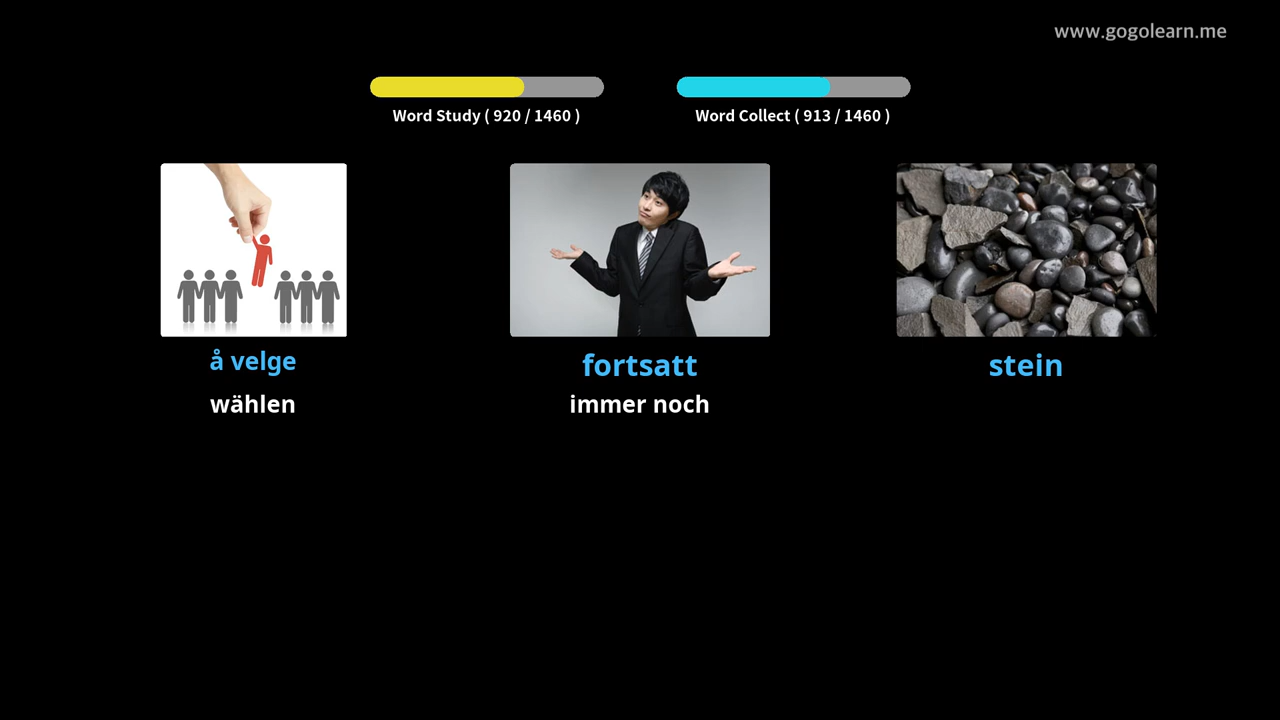 www.gogolearn.me
Word Study ( 920 / 1460 )
Word Collect ( 913 / 1460 )
å velge
wählen
fortsatt
immer noch
stein